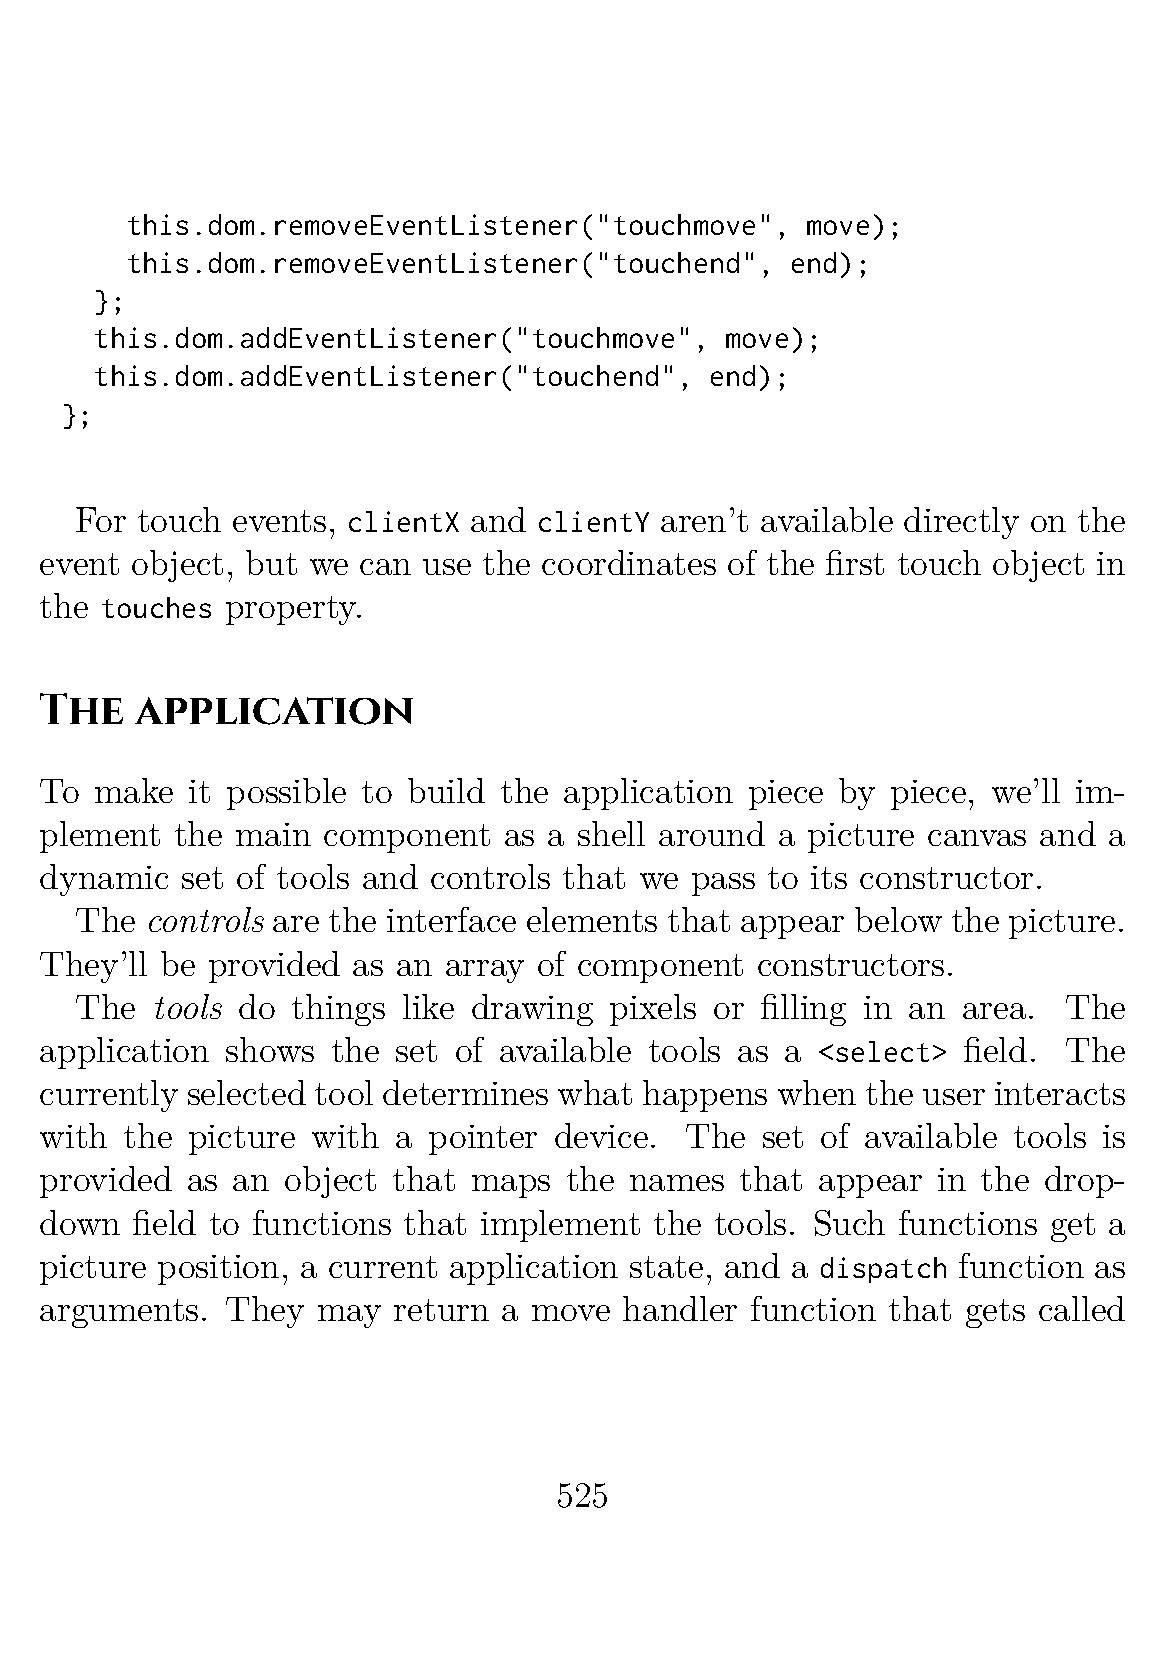 this.dom.removeEventListener("touchmove", move);
    this.dom.removeEventListener("touchend", end);
  };
  this.dom.addEventListener("touchmove", move);
  this.dom.addEventListener("touchend", end);
};
For touch events, clientX and clientY aren't available directly on the
event object, but we can use the coordinates of the first touch object in
the touches property.
The application
To make it possible to build the application piece by piece, we'll im-
plement the main component as a shell around a picture canvas and a
dynamic set of tools and controls that we pass to its constructor.
The controls are the interface elements that appear below the picture.
They'll be provided as an array of component constructors.
The tools do things like drawing pixels or filling in an area. The
application shows the set of available tools as a <select> field. The
currently selected tool determines what happens when the user interacts
with the picture with a pointer device. The set of available tools is
provided as an object that maps the names that appear in the drop-
down field to functions that implement the tools. Such functions get a
picture position, a current application state, and a dispatch function as
arguments. They may return a move handler function that gets called
525